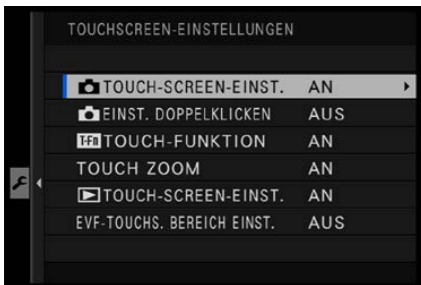 TOUCHSCREEN-EINSTELLUNGEN
TOUCH-SCREEN-EINST. AN
EINST. DOPPELKLICKEN AUS
T-Fn TOUCH-FUNKTION AN
TOUCH ZOOM AN
TOUCH-SCREEN-EINST. AN
EVF-TOUCHS. BEREICH EINST. AUS